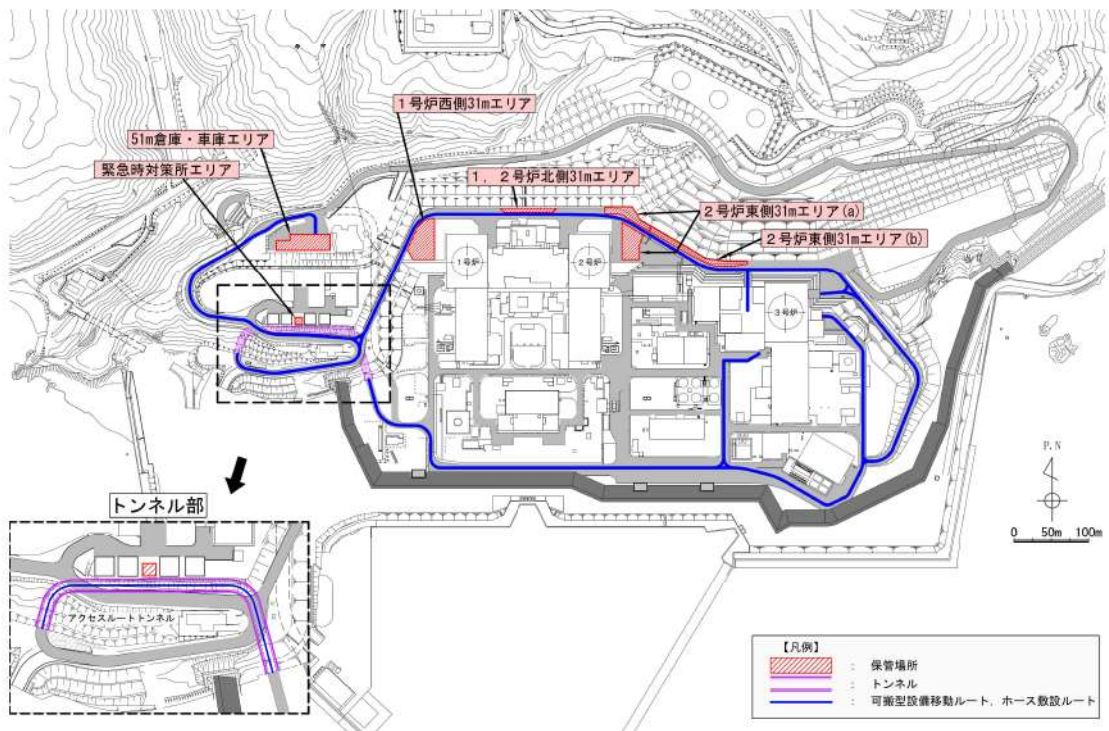 1号炉西側31mエリア
51m倉庫・車庫エリア
緊急時対策所エリア
1，2号炉北側31mエリア
2号炉東側31mエリア(a)
2号炉東側31mエリア(b)
1号炉
2号炉
3号炉
P.N
0 50m 100m
トンネル部
アクセスルートトンネル
【凡例】
： 保管場所
： トンネル
： 可搬型設備移動ルート，ホース敷設ルート